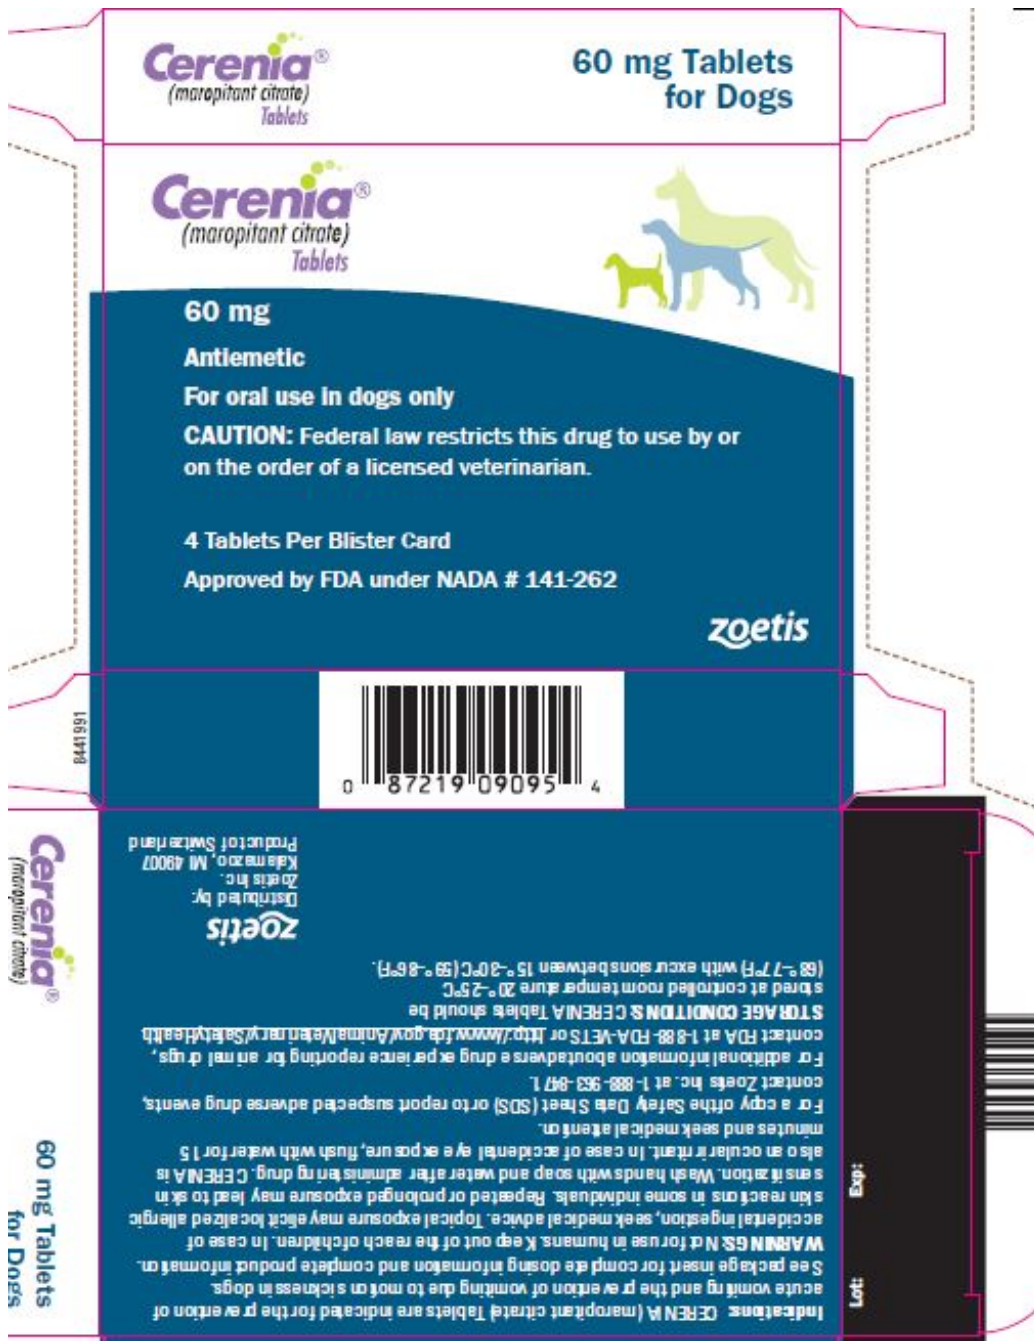 Cerenia®
(maropitant citrate)
Tablets
60 mg Tablets
for Dogs
Cerenia®
(maropitant citrate)
Tablets
60 mg
Antiemetic
For oral use in dogs only
CAUTION: Federal law restricts this drug to use by or
on the order of a licensed veterinarian.
4 Tablets Per Blister Card
Approved by FDA under NADA # 141-262
zoetis
8441991
0 87219 09095 4
Indications: CERENIA (maropitant citrate) Tablets are indicated for the prevention of
acute vomiting and the prevention of vomiting due to motion sickness in dogs.
See package insert for complete dosing information and complete product information.
WARNINGS: Not for use in humans. Keep out of the reach of children. In case of
accidental ingestion, seek medical advice. Topical exposure may elicit localized allergic
skin reactions in some individuals. Repeated or prolonged exposure may lead to skin
sensitization. Wash hands with soap and water after administering drug. CERENIA is
also an ocular irritant. In case of accidental eye exposure, flush with water for 15
minutes and seek medical attention.
For a copy of the Safety Data Sheet (SDS) or to report suspected adverse drug events,
contact Zoetis Inc. at 1-888-963-8471.
For additional information about adverse drug experience reporting for animal drugs,
contact FDA at 1-888-FDA-VETS or http://www.fda.gov/AnimalVeterinary/SafetyHealth
STORAGE CONDITIONS: CERENIA Tablets should be
stored at controlled room temperature 20°-25°C
(68°-77°F) with excursions between 15°-30°C (59°-86°F).
zoetis
Distributed by:
Zoetis Inc.
Kalamazoo, MI 49007
Product of Switzerland
Cerenia®
(maropitant citrate)
60 mg Tablets
for Dogs
Lot:
Exp: